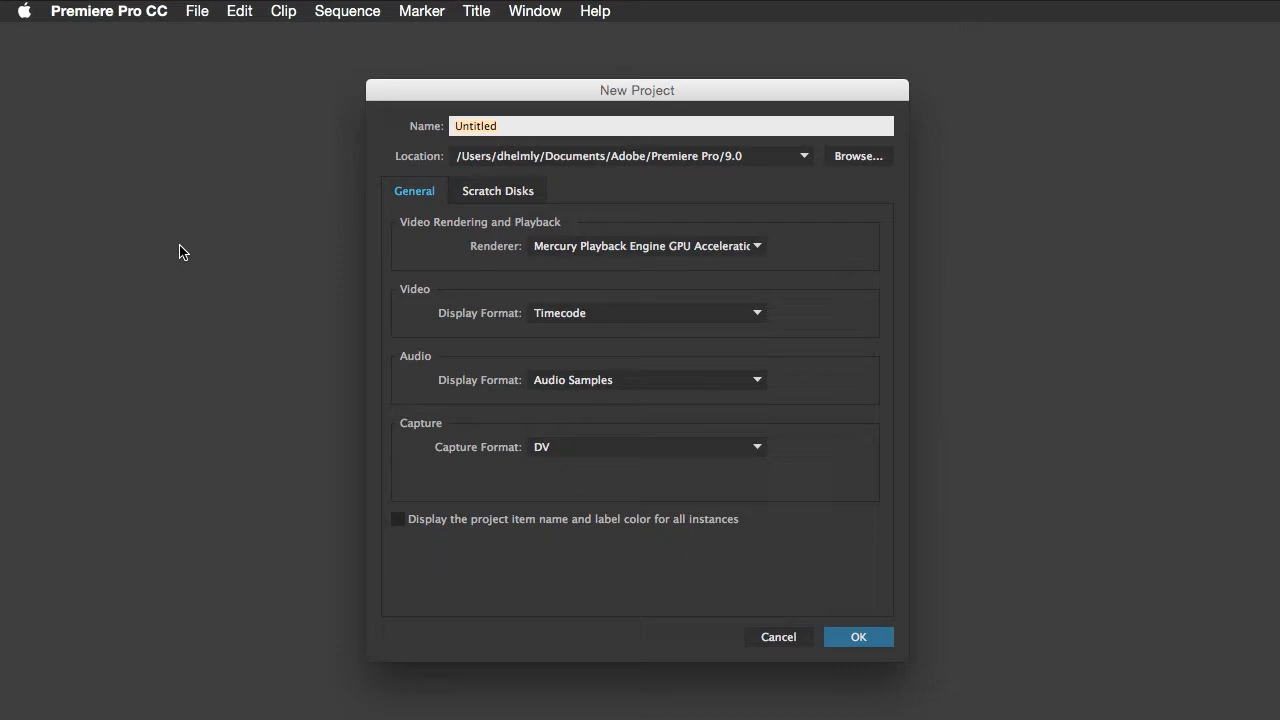 Premiere Pro CC File Edit Clip Sequence Marker Title Window Help
New Project
Name: Untitled
Location: /Users/dhelmly/Documents/Adobe/Premiere Pro/9.0 Browse...
General Scratch Disks
Video Rendering and Playback
Renderer: Mercury Playback Engine GPU Acceleratic
Video
Display Format: Timecode
Audio
Display Format: Audio Samples
Capture
Capture Format: DV
Display the project item name and label color for all instances
Cancel OK